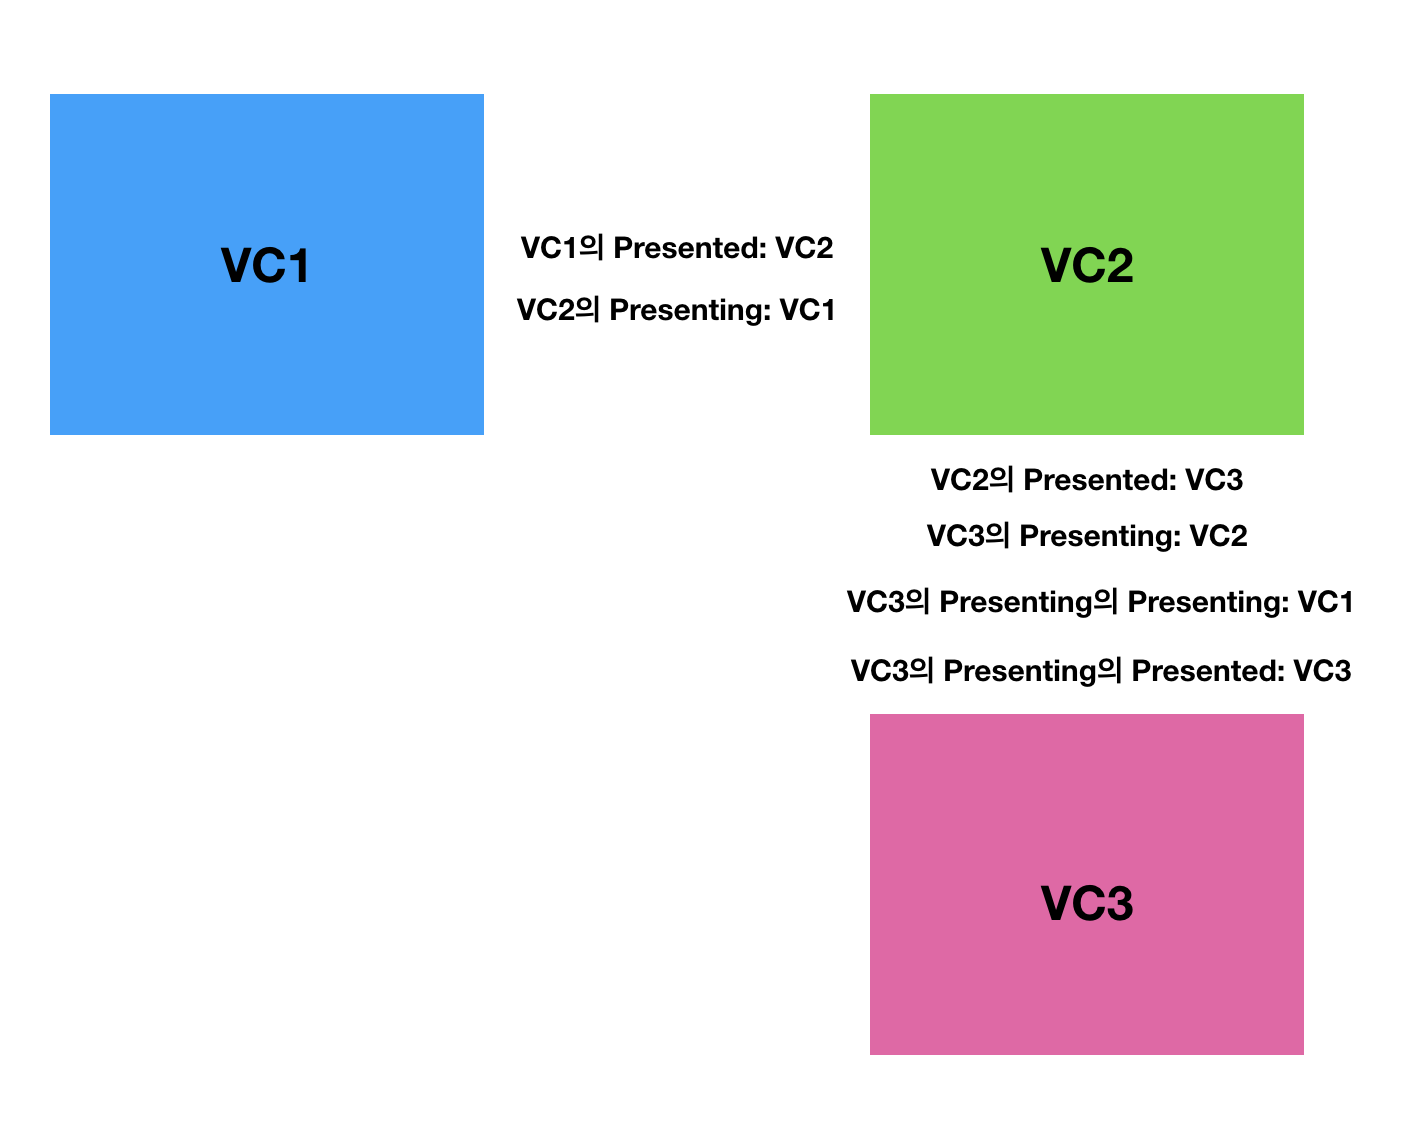 VC1
VC1의 Presented: VC2
VC2의 Presenting: VC1
VC2
VC2의 Presented: VC3
VC3의 Presenting: VC2
VC3의 Presenting의 Presenting: VC1
VC3의 Presenting의 Presented: VC3
VC3